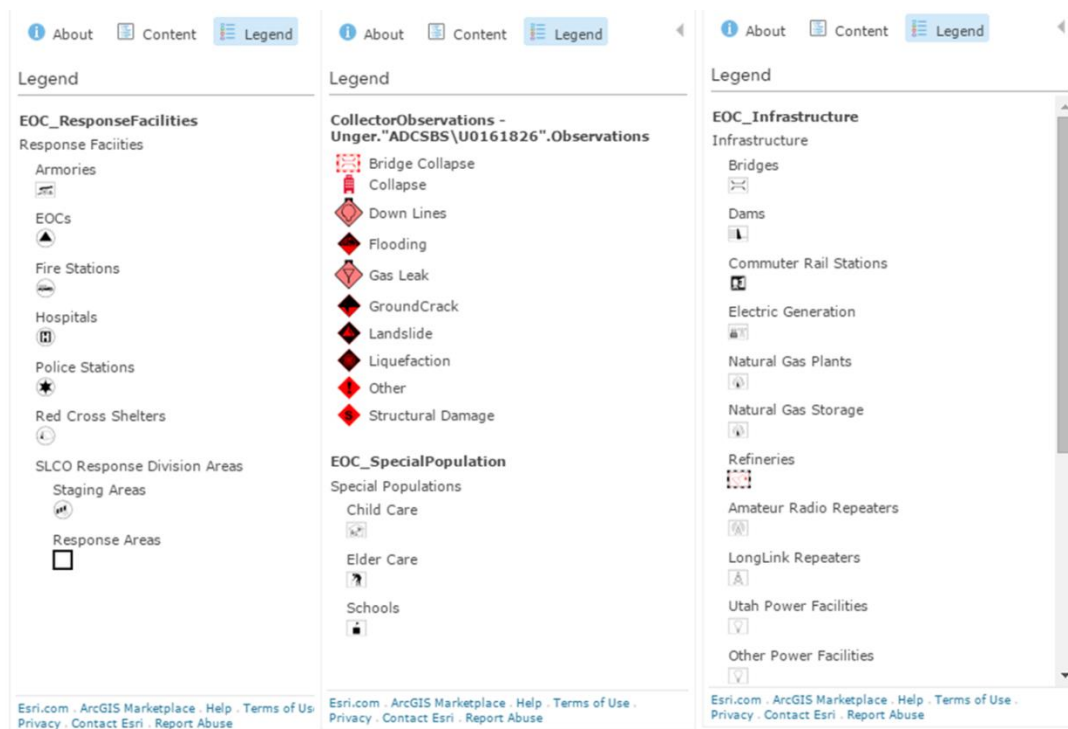 About Content Legend
Legend
EOC_ResponseFacilities
Response Faciities
Armories
EOCs
Fire Stations
Hospitals
H
Police Stations
Red Cross Shelters
SLCO Response Division Areas
Staging Areas
Response Areas
Esri.com . ArcGIS Marketplace . Help . Terms of Us
Privacy . Contact Esri . Report Abuse
About Content Legend
Legend
CollectorObservations -
Unger."ADCSBS\U0161826".Observations
Bridge Collapse
Collapse
Down Lines
Flooding
Gas Leak
GroundCrack
Landslide
Liquefaction
! Other
S Structural Damage
EOC_SpecialPopulation
Special Populations
Child Care
Elder Care
Schools
Esri.com . ArcGIS Marketplace . Help . Terms of Use .
Privacy . Contact Esri . Report Abuse
About Content Legend
Legend
EOC_Infrastructure
Infrastructure
Bridges
Dams
Commuter Rail Stations
Electric Generation
Natural Gas Plants
Natural Gas Storage
Refineries
Amateur Radio Repeaters
LongLink Repeaters
Utah Power Facilities
Other Power Facilities
Esri.com . ArcGIS Marketplace . Help . Terms of Use .
Privacy . Contact Esri . Report Abuse